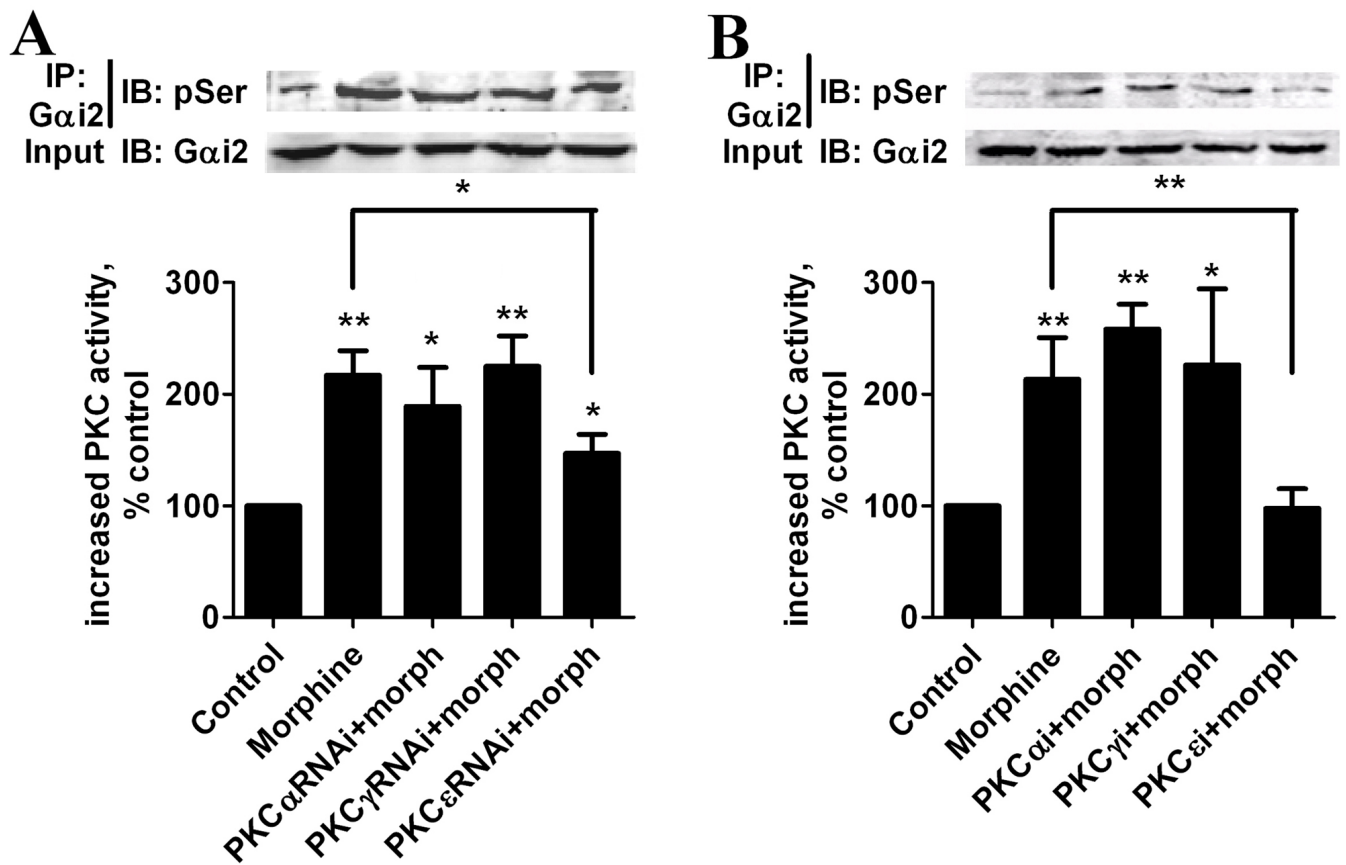 A
IP:
Gαi2
IB: pSer
Input IB: Gαi2
*
increased PKC activity,
% control
300
200
100
0
**
*
**
*
Control
Morphine
PKCαRNAi+morph
PKCγRNAi+morph
PKCεRNAi+morph
B
IP:
Gαi2
IB: pSer
Input IB: Gαi2
**
increased PKC activity,
% control
300
200
100
0
**
**
*
Control
Morphine
PKCαi+morph
PKCγi+morph
PKCεi+morph